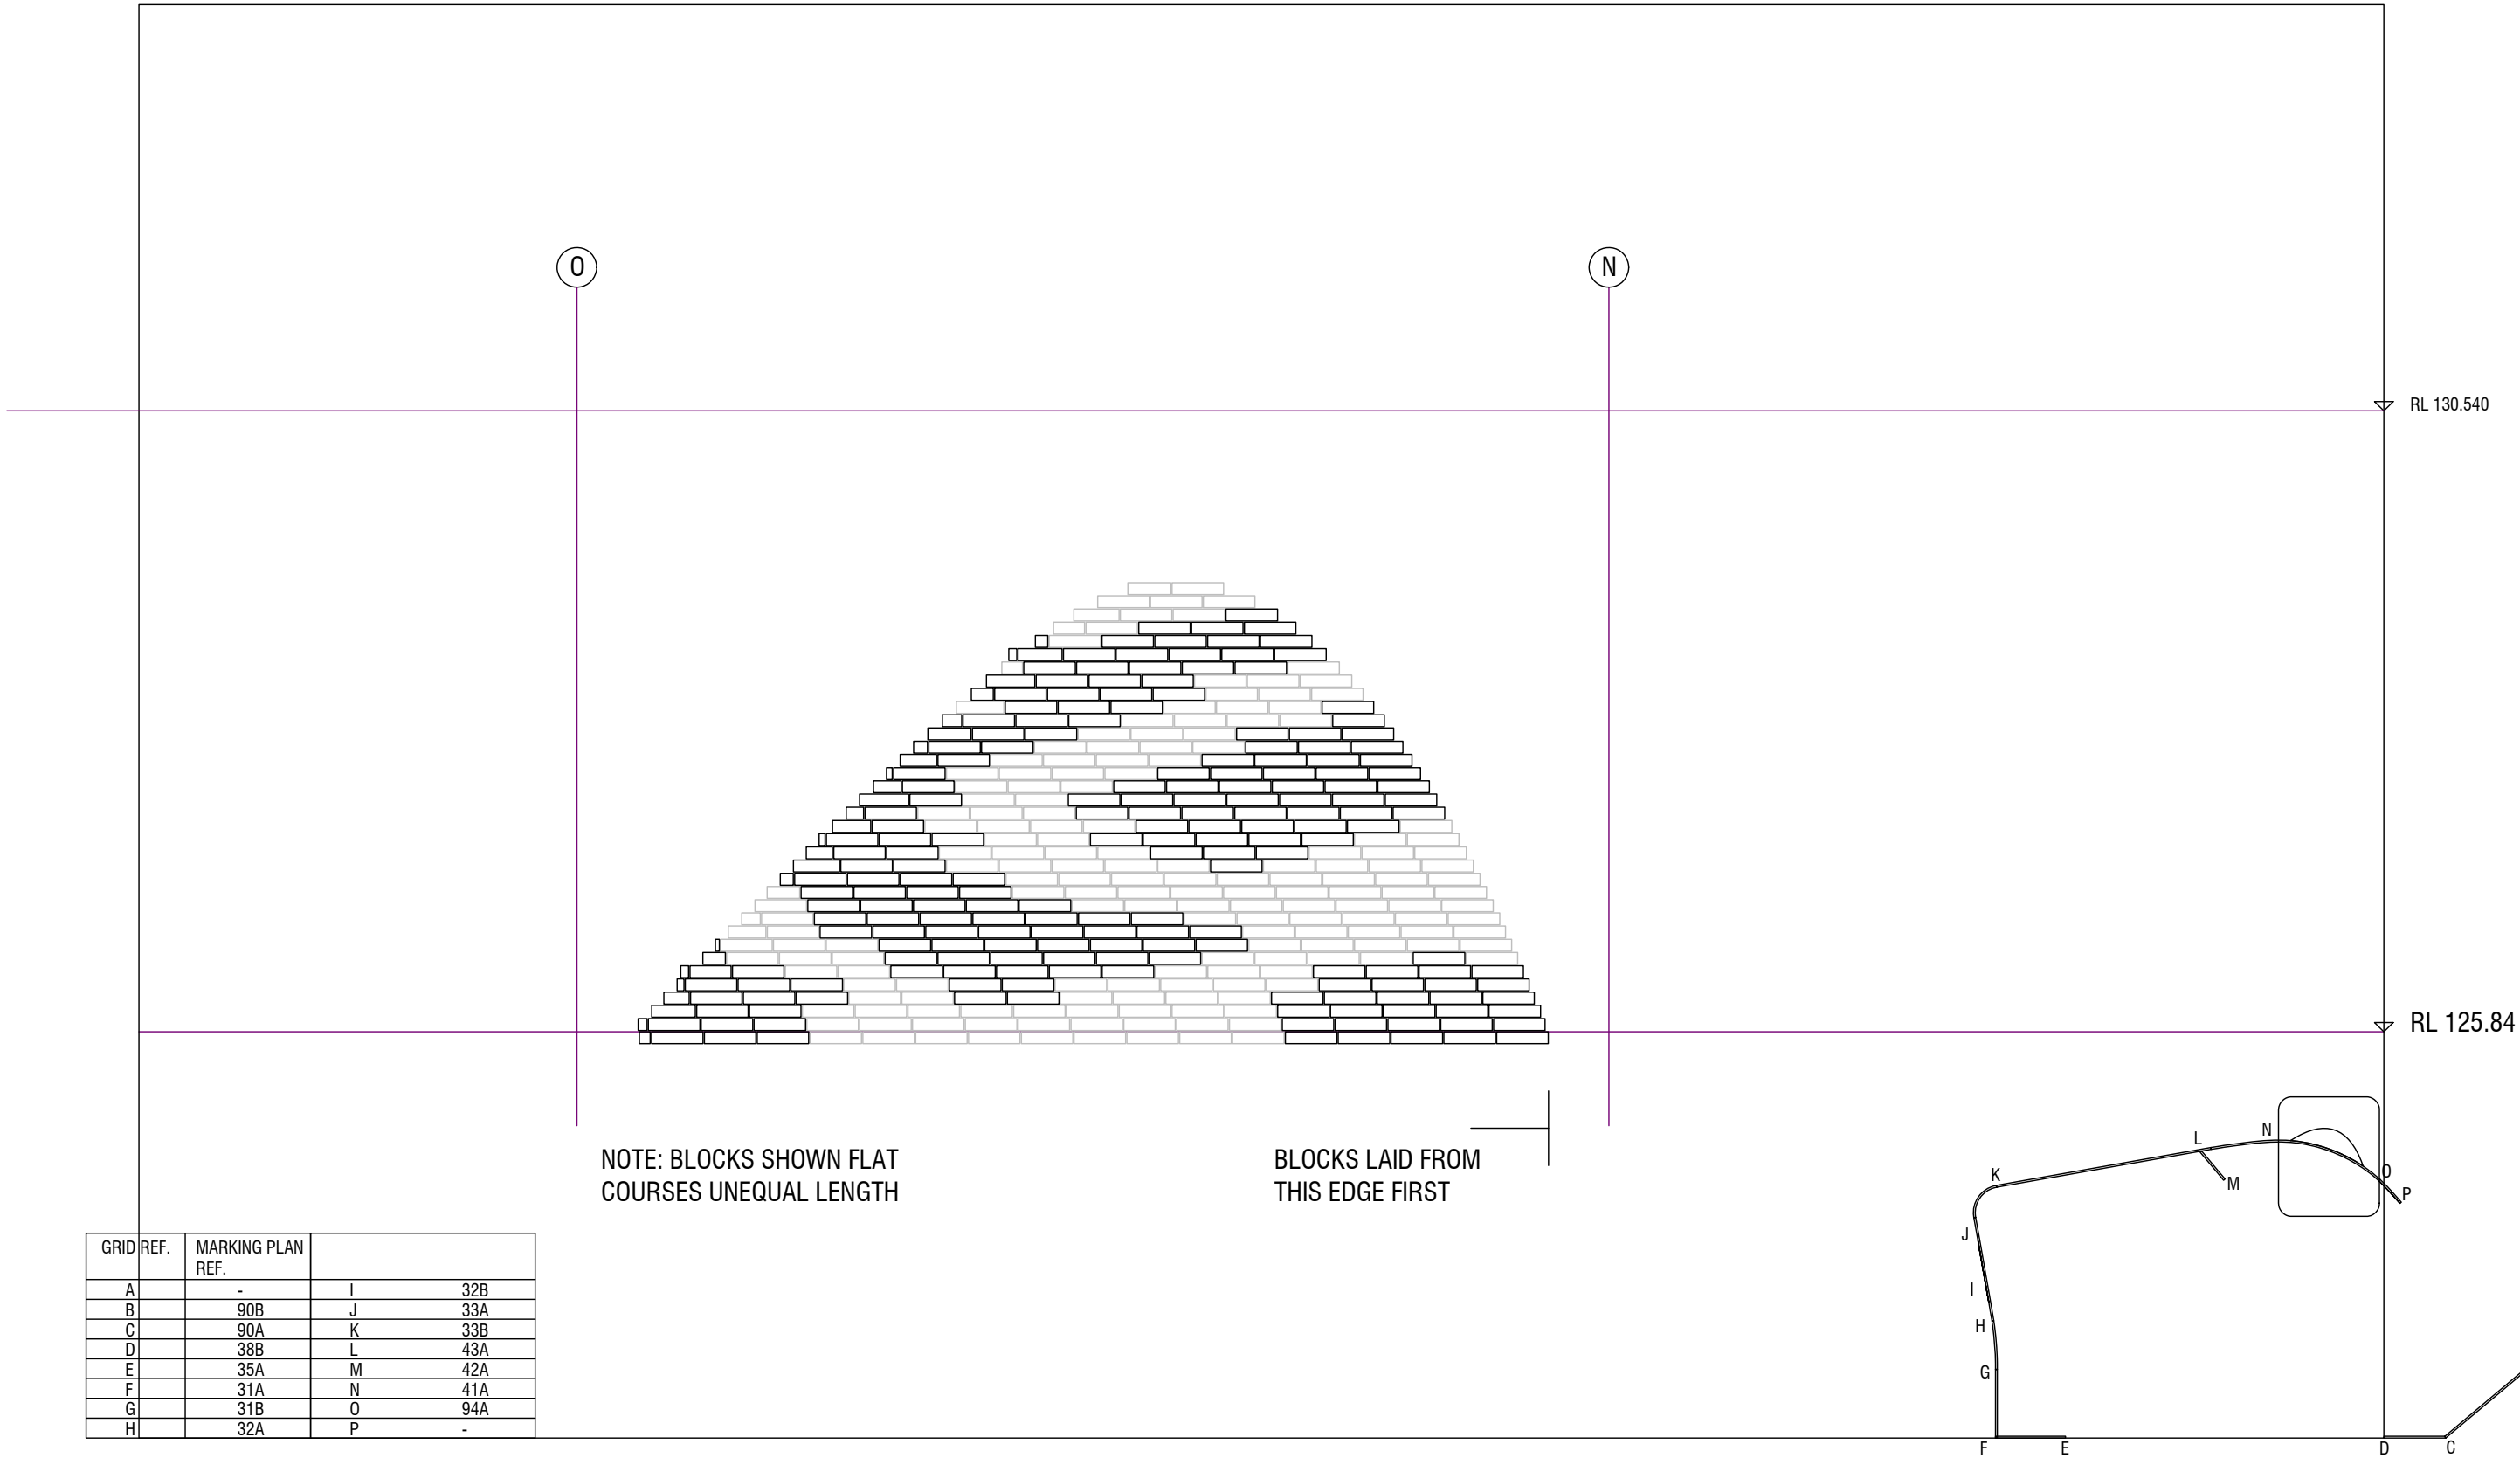 O
N
RL 130.540
RL 125.84
NOTE: BLOCKS SHOWN FLAT
COURSES UNEQUAL LENGTH
BLOCKS LAID FROM
THIS EDGE FIRST
GRID REF. MARKING PLAN
REF.
A - I 32B
B 90B J 33A
C 90A K 33B
D 38B L 43A
E 35A M 42A
F 31A N 41A
G 31B O 94A
H 32A P -
N
L
O
K
M
P
J
I
H
G
F E D C